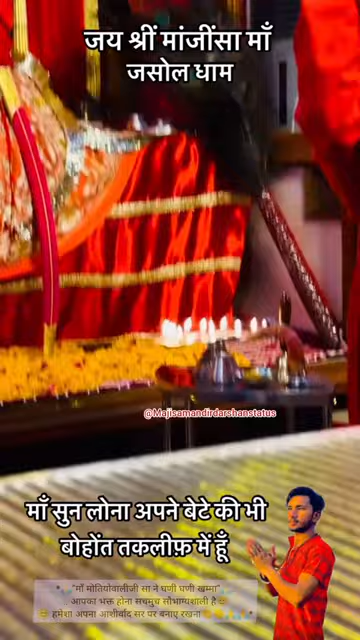 जय श्रीं मांजींसा माँ
जसोल धाम
@Majisamandirdarshanstatus
माँ सुन लोना अपने बेटे की भी
बोहोंत तकलीफ़ में हूँ
"माँ मोतियोवालीजी सा ने घणी घणी खम्मा"
आपका भक्त होना सचमुच सौभाग्यशाली है
हमेशा अपना आशीर्वाद सर पर बनाए रखना